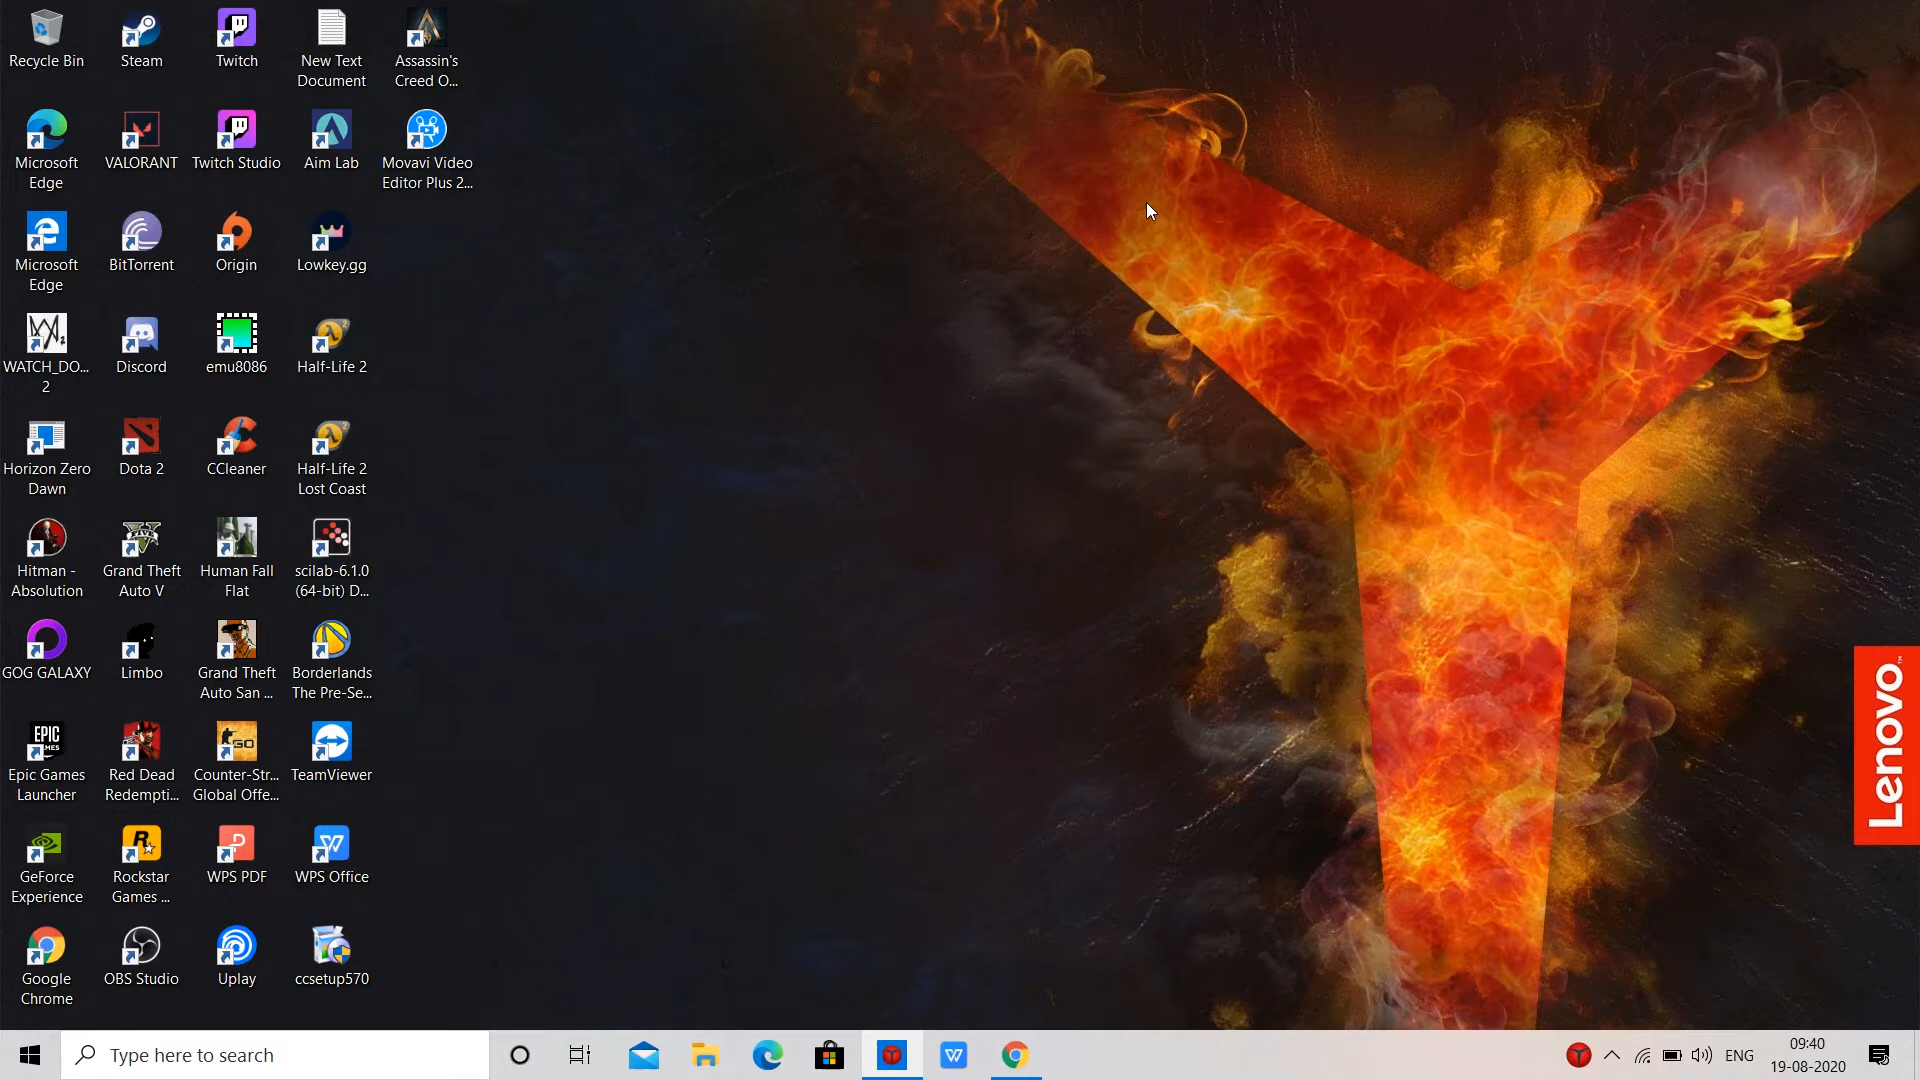 Recycle Bin
Steam
Twitch
New Text
Document
Assassin's
Creed O...
Microsoft
Edge
VALORANT
Twitch Studio
Aim Lab
Movavi Video
Editor Plus 2...
Microsoft
Edge
BitTorrent
Origin
Lowkey.gg
WATCH_DO...
2
Discord
emu8086
Half-Life 2
Horizon Zero
Dawn
Dota 2
CCleaner
Half-Life 2
Lost Coast
Hitman -
Absolution
Grand Theft
Auto V
Human Fall
Flat
scilab-6.1.0
(64-bit) D...
GOG GALAXY
Limbo
Grand Theft
Auto San ...
Borderlands
The Pre-Se...
EPIC
GAMES
Epic Games
Launcher
Red Dead
Redempti...
GO
Counter-Str...
Global Offe...
TeamViewer
GeForce
Experience
Rockstar
Games ...
WPS PDF
WPS Office
Google
Chrome
OBS Studio
Uplay
ccsetup570
Lenovo™
Type here to search
ENG
09:40
19-08-2020